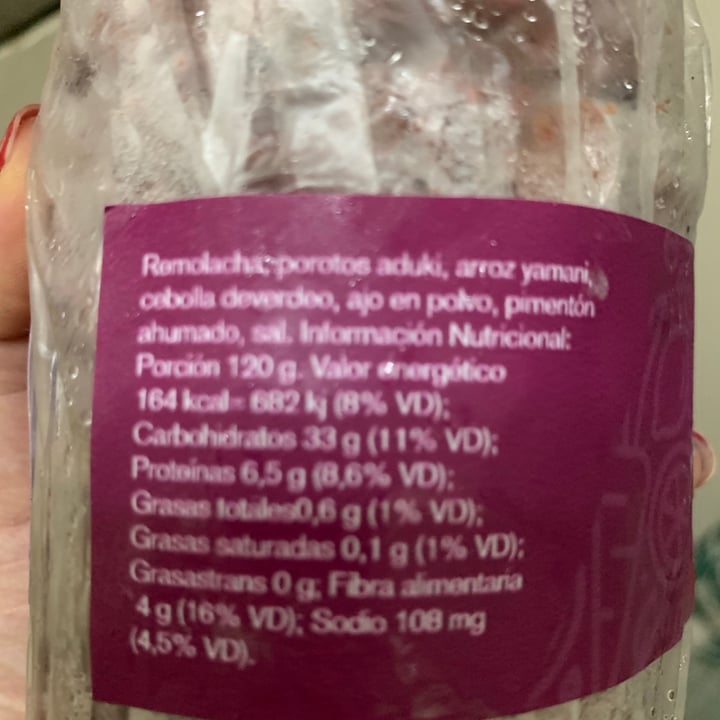 Remolacha, porotos aduki, arroz yamani,
cebolla deverdeo, ajo en polvo, pimentón
ahumado, sal. Información Nutricional:
Porción 120 g. Valor energético
164 kcal= 682 kj (8% VD);
Carbohidratos 33 g (11% VD);
Proteínas 6,5 g (8,6% VD);
Grasas totales0,6 g (1% VD);
Grasas saturadas 0,1 g (1% VD);
Grasastrans 0 g; Fibra alimentaria
4 g (16% VD); Sodio 108 mg
(4,5% VD).